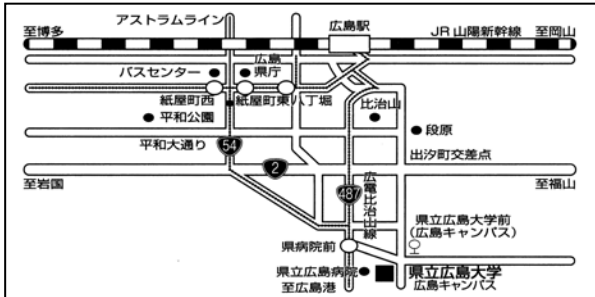 アストラムライン
広島駅
至博多
JR山陽新幹線
至岡山
広島
県庁
バスセンター
紙屋町西
紙屋町東
八丁堀
比治山
平和公園
段原
平和大通り
54
出汐町交差点
2
至岩国
487
広電比治山線
至福山
県立広島大学前
(広島キャンパス)
県病院前
県立広島病院
県立広島大学
至広島港
広島キャンパス